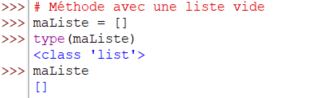 >>> # Méthode avec une liste vide
>>> maListe = []
>>> type(maListe)
<class 'list'>
>>> maListe
[]